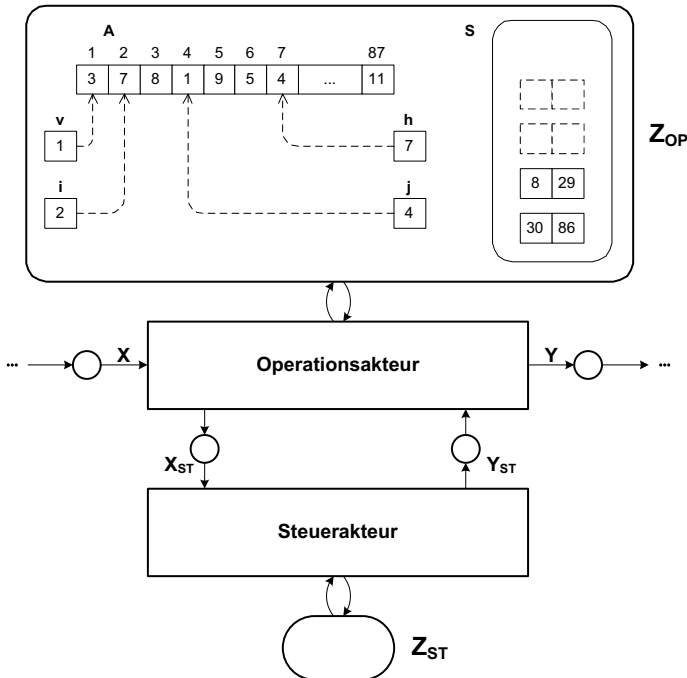 A S
1 2 3 4 5 6 7 87
3 7 8 1 9 5 4 ... 11
v h
1 7
Z_OP
i j
2 4
8 29
30 86
... X Operationsakteur Y ...
X_ST Y_ST
Steuerakteur
Z_ST